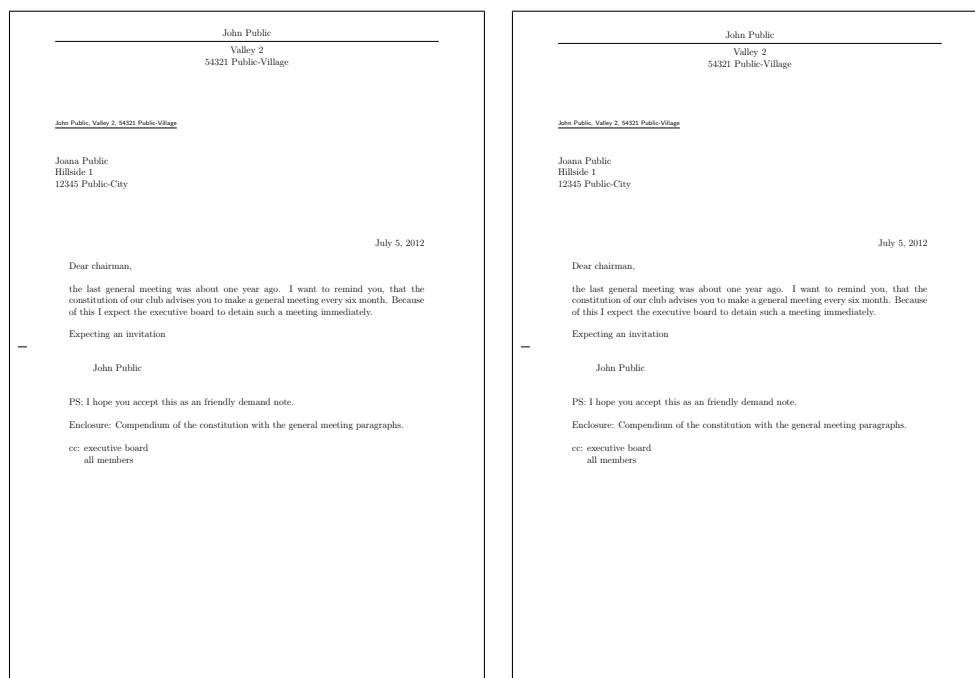 John Public
Valley 2
54321 Public-Village
John Public, Valley 2, 54321 Public-Village
Joana Public
Hillside 1
12345 Public-City
July 5, 2012
Dear chairman,
the last general meeting was about one year ago. I want to remind you, that the
constitution of our club advises you to make a general meeting every six month. Because
of this I expect the executive board to detain such a meeting immediately.
Expecting an invitation
John Public
PS: I hope you accept this as an friendly demand note.
Enclosure: Compendium of the constitution with the general meeting paragraphs.
cc: executive board
all members
John Public
Valley 2
54321 Public-Village
John Public, Valley 2, 54321 Public-Village
Joana Public
Hillside 1
12345 Public-City
July 5, 2012
Dear chairman,
the last general meeting was about one year ago. I want to remind you, that the
constitution of our club advises you to make a general meeting every six month. Because
of this I expect the executive board to detain such a meeting immediately.
Expecting an invitation
John Public
PS: I hope you accept this as an friendly demand note.
Enclosure: Compendium of the constitution with the general meeting paragraphs.
cc: executive board
all members